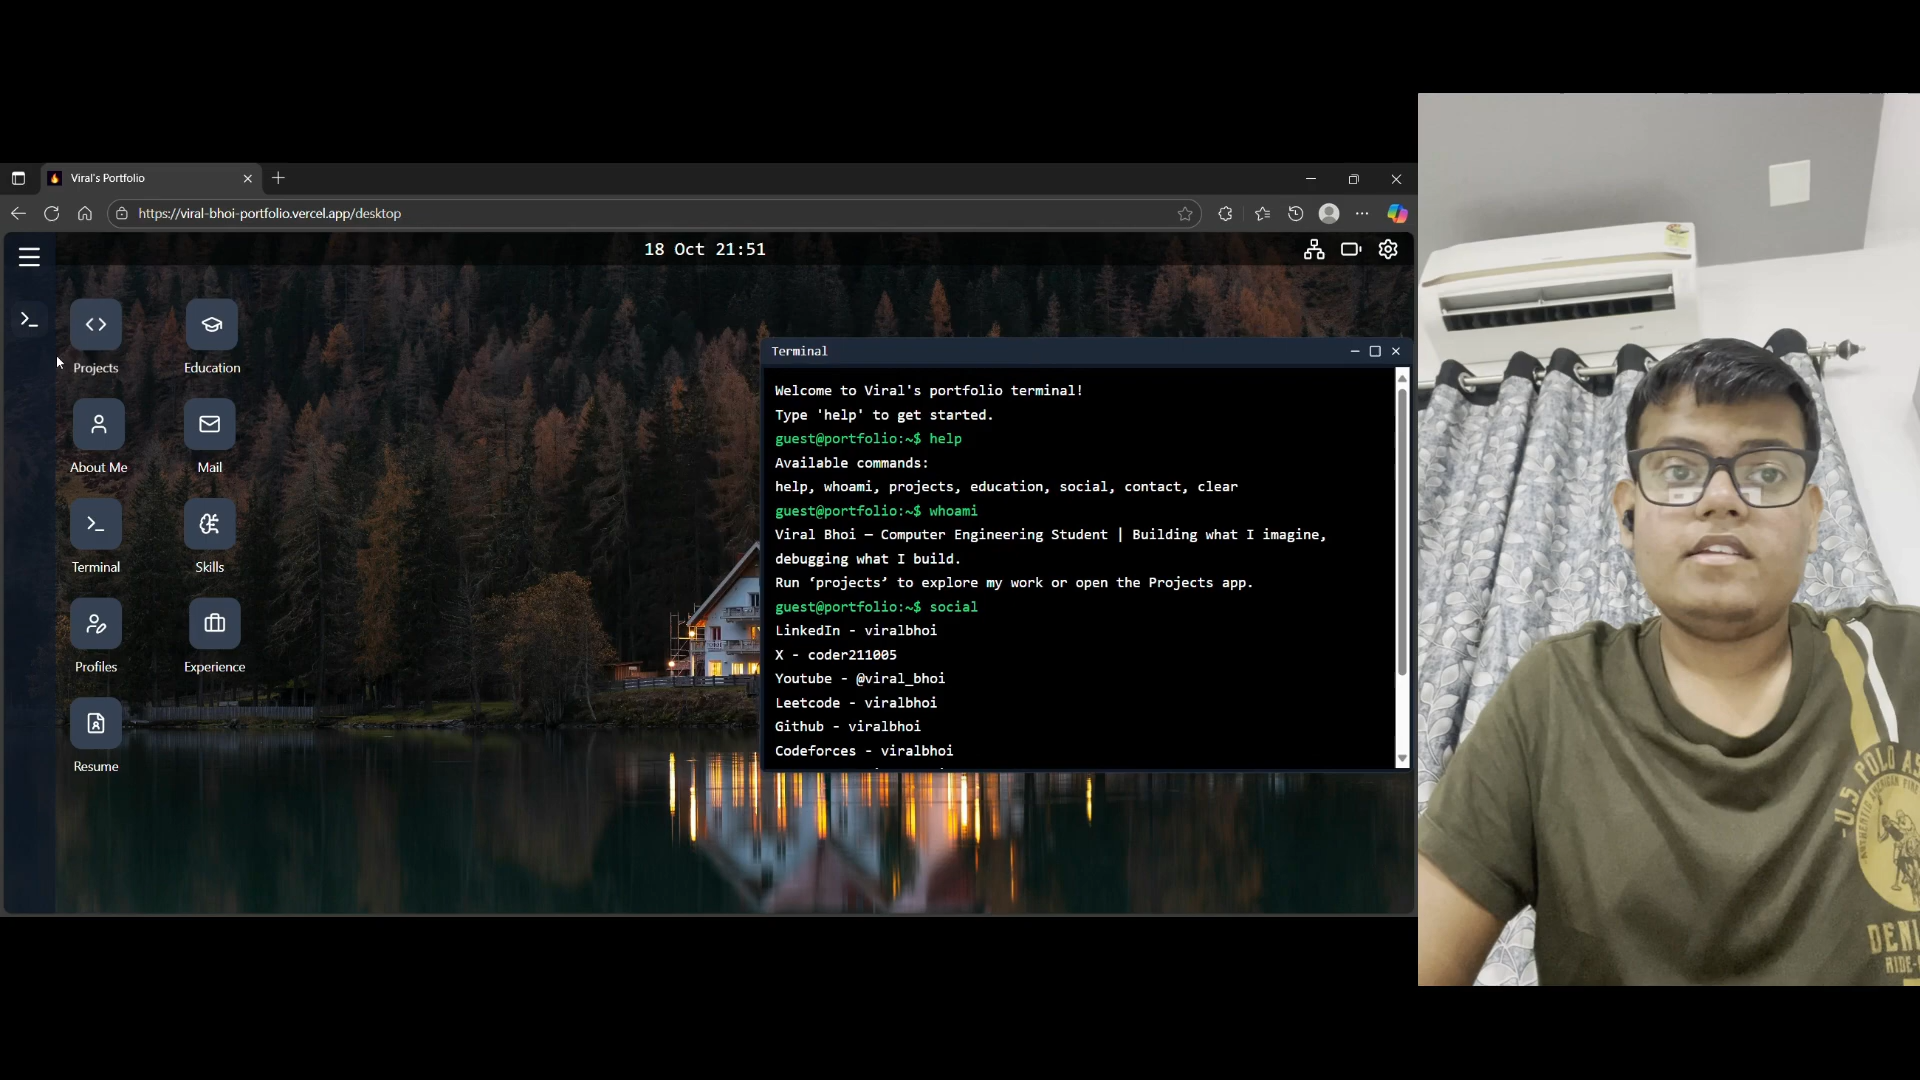 Viral's Portfolio
https://viral-bhoi-portfolio.vercel.app/desktop
18 Oct 21:51
Projects
Education
About Me
Mail
Terminal
Skills
Profiles
Experience
Resume
Terminal
Welcome to Viral's portfolio terminal!
Type 'help' to get started.
guest@portfolio:~$ help
Available commands:
help, whoami, projects, education, social, contact, clear
guest@portfolio:~$ whoami
Viral Bhoi — Computer Engineering Student | Building what I imagine,
debugging what I build.
Run ‘projects’ to explore my work or open the Projects app.
guest@portfolio:~$ social
LinkedIn - viralbhoi
X - coder211005
Youtube - @viral_bhoi
Leetcode - viralbhoi
Github - viralbhoi
Codeforces - viralbhoi
U.S. POLO AS
DENI
RIDE-